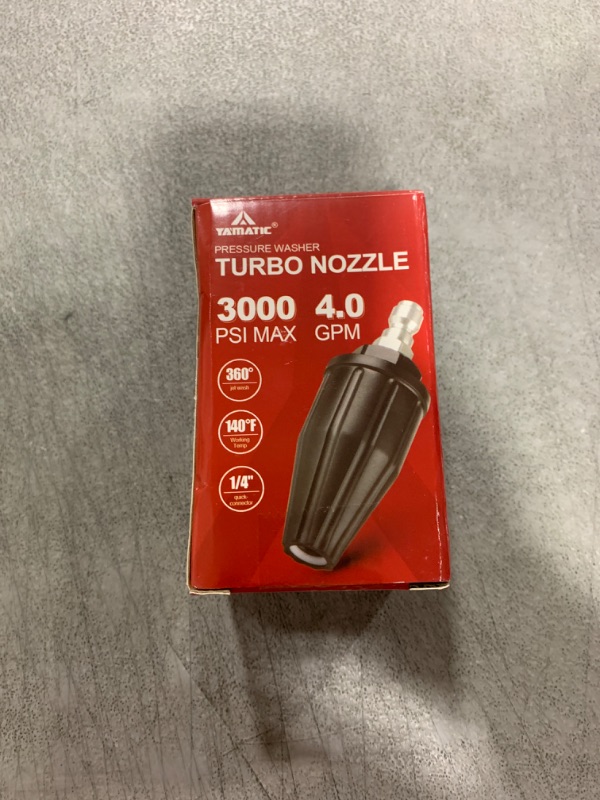 YAMATIC®
PRESSURE WASHER
TURBO NOZZLE
3000 4.0
PSI MAX GPM
360°
jet wash
140°F
Working
Temp
1/4"
quick-
connector